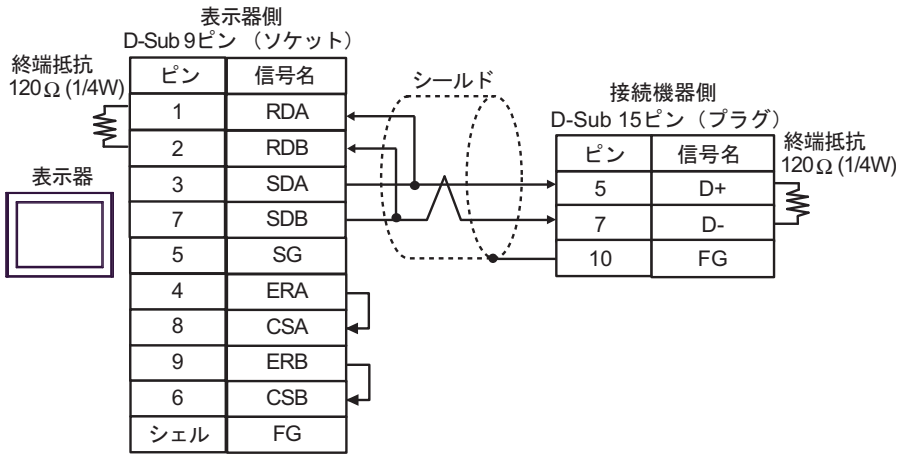 表示器側
D-Sub 9ピン （ソケット）
終端抵抗
120Ω (1/4W)
表示器
ピン 信号名
1 RDA
2 RDB
3 SDA
7 SDB
5 SG
4 ERA
8 CSA
9 ERB
6 CSB
シェル FG
シールド
接続機器側
D-Sub 15ピン（プラグ）
ピン 信号名
5 D+
7 D-
10 FG
終端抵抗
120Ω (1/4W)